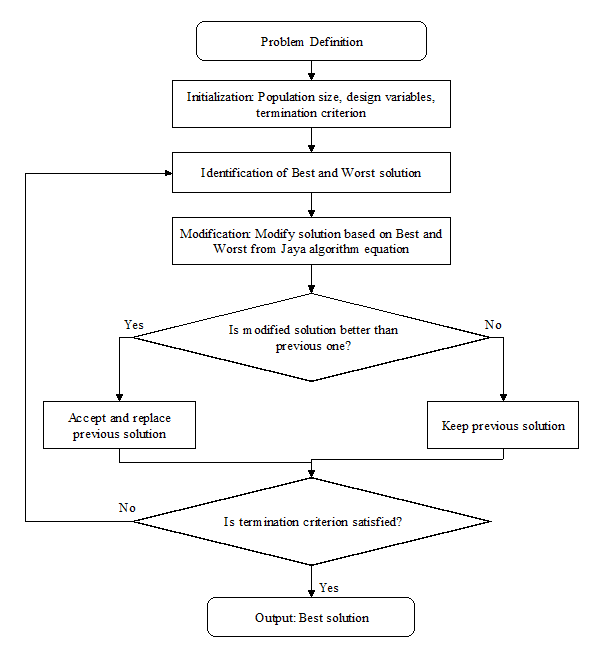 Problem Definition
Initialization: Population size, design variables,
termination criterion
Identification of Best and Worst solution
Modification: Modify solution based on Best and
Worst from Jaya algorithm equation
Is modified solution better than
previous one?
Yes
No
Accept and replace
previous solution
Keep previous solution
Is termination criterion satisfied?
No
Yes
Output: Best solution